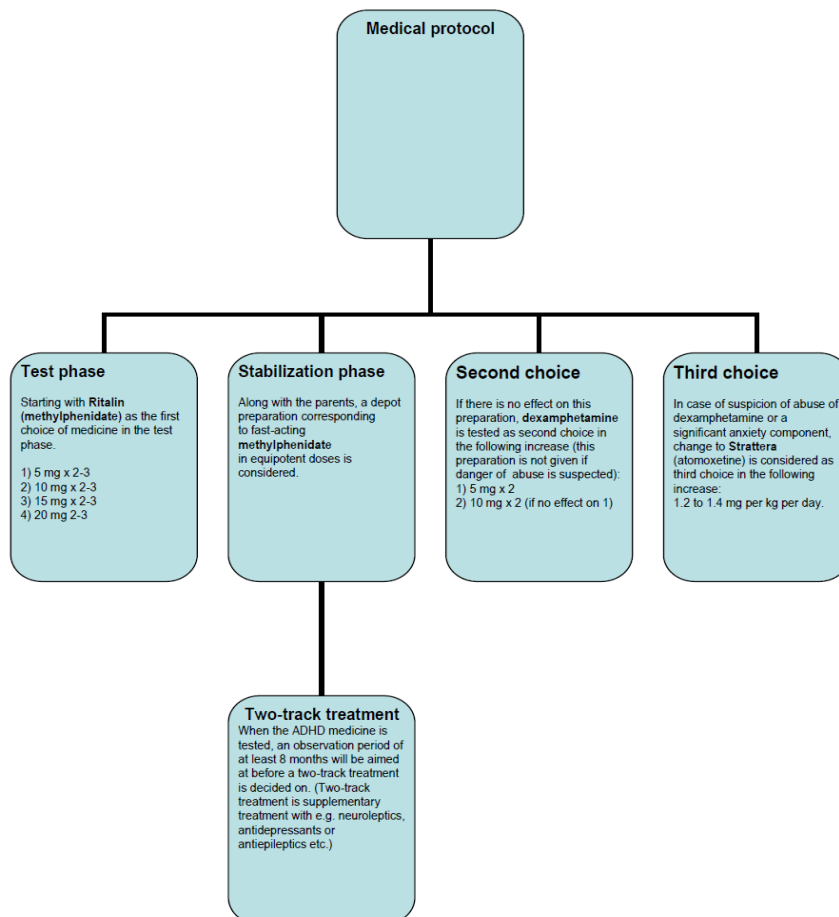 Medical protocol
Test phase
Starting with Ritalin
(methylphenidate) as the first
choice of medicine in the test
phase.
1) 5 mg x 2-3
2) 10 mg x 2-3
3) 15 mg x 2-3
4) 20 mg 2-3
Stabilization phase
Along with the parents, a depot
preparation corresponding
to fast-acting
methylphenidate
in equipotent doses is
considered.
Second choice
If there is no effect on this
preparation, dexamphetamine
is tested as second choice in
the following increase (this
preparation is not given if
danger of abuse is suspected):
1) 5 mg x 2
2) 10 mg x 2 (if no effect on 1)
Third choice
In case of suspicion of abuse of
dexamphetamine or a
significant anxiety component,
change to Strattera
(atomoxetine) is considered as
third choice in the following
increase:
1.2 to 1.4 mg per kg per day.
Two-track treatment
When the ADHD medicine is
tested, an observation period of
at least 8 months will be aimed
at before a two-track treatment
is decided on. (Two-track
treatment is supplementary
treatment with e.g. neuroleptics,
antidepressants or
antiepileptics etc.)